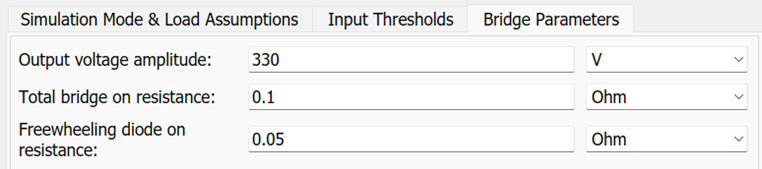 Simulation Mode & Load Assumptions Input Thresholds Bridge Parameters
Output voltage amplitude: 330 V
Total bridge on resistance: 0.1 Ohm
Freewheeling diode on
resistance: 0.05 Ohm